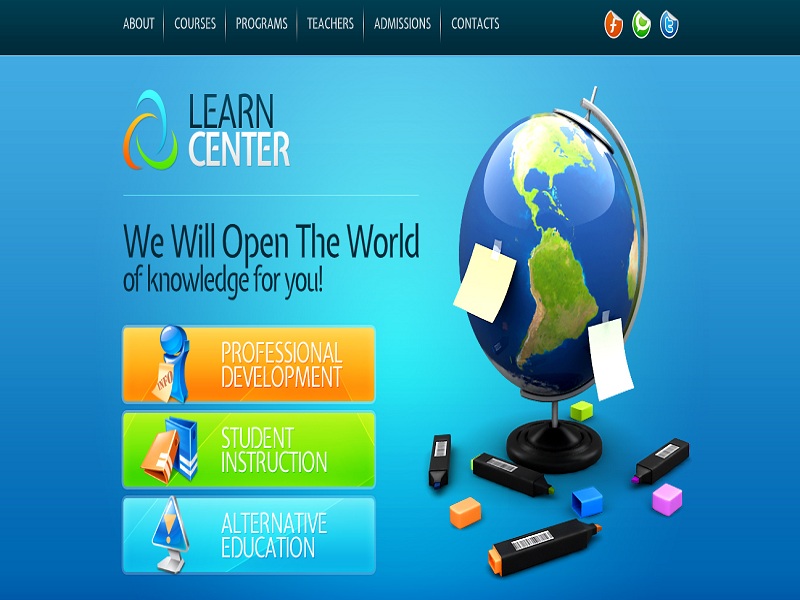 ABOUT COURSES PROGRAMS TEACHERS ADMISSIONS CONTACTS
LEARN
CENTER
We Will Open The World
of knowledge for you!
INFO
PROFESSIONAL
DEVELOPMENT
STUDENT
INSTRUCTION
ALTERNATIVE
EDUCATION